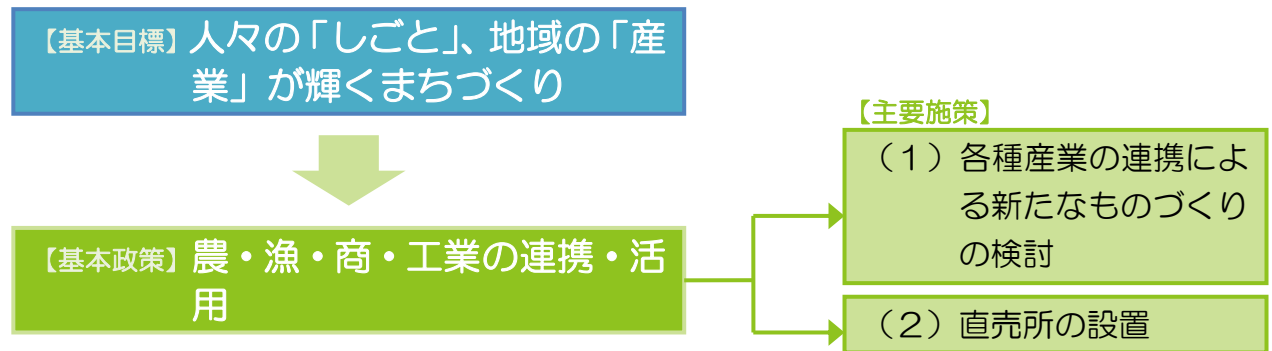 【基本目標】人々の「しごと」、地域の「産
業」が輝くまちづくり
【基本政策】農・漁・商・工業の連携・活
用
【主要施策】
（１）各種産業の連携によ
る新たなものづくり
の検討
（２）直売所の設置